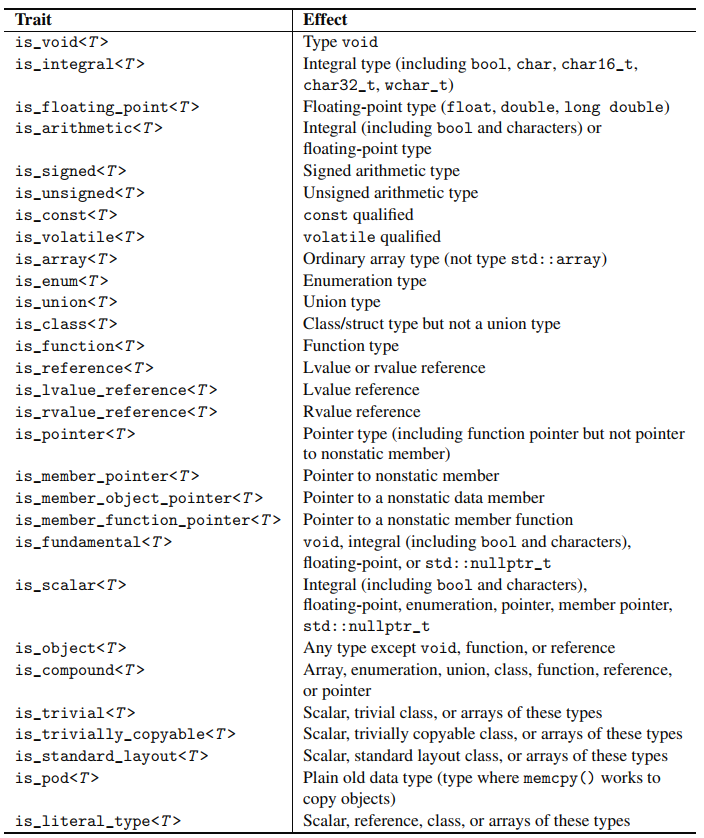 Trait Effect
is_void<T> Type void
is_integral<T> Integral type (including bool, char, char16_t,
char32_t, wchar_t)
is_floating_point<T> Floating-point type (float, double, long double)
is_arithmetic<T> Integral (including bool and characters) or
floating-point type
is_signed<T> Signed arithmetic type
is_unsigned<T> Unsigned arithmetic type
is_const<T> const qualified
is_volatile<T> volatile qualified
is_array<T> Ordinary array type (not type std::array)
is_enum<T> Enumeration type
is_union<T> Union type
is_class<T> Class/struct type but not a union type
is_function<T> Function type
is_reference<T> Lvalue or rvalue reference
is_lvalue_reference<T> Lvalue reference
is_rvalue_reference<T> Rvalue reference
is_pointer<T> Pointer type (including function pointer but not pointer
to nonstatic member)
is_member_pointer<T> Pointer to nonstatic member
is_member_object_pointer<T> Pointer to a nonstatic data member
is_member_function_pointer<T> Pointer to a nonstatic member function
is_fundamental<T> void, integral (including bool and characters),
floating-point, or std::nullptr_t
is_scalar<T> Integral (including bool and characters),
floating-point, enumeration, pointer, member pointer,
std::nullptr_t
is_object<T> Any type except void, function, or reference
is_compound<T> Array, enumeration, union, class, function, reference,
or pointer
is_trivial<T> Scalar, trivial class, or arrays of these types
is_trivially_copyable<T> Scalar, trivially copyable class, or arrays of these types
is_standard_layout<T> Scalar, standard layout class, or arrays of these types
is_pod<T> Plain old data type (type where memcpy() works to
copy objects)
is_literal_type<T> Scalar, reference, class, or arrays of these types